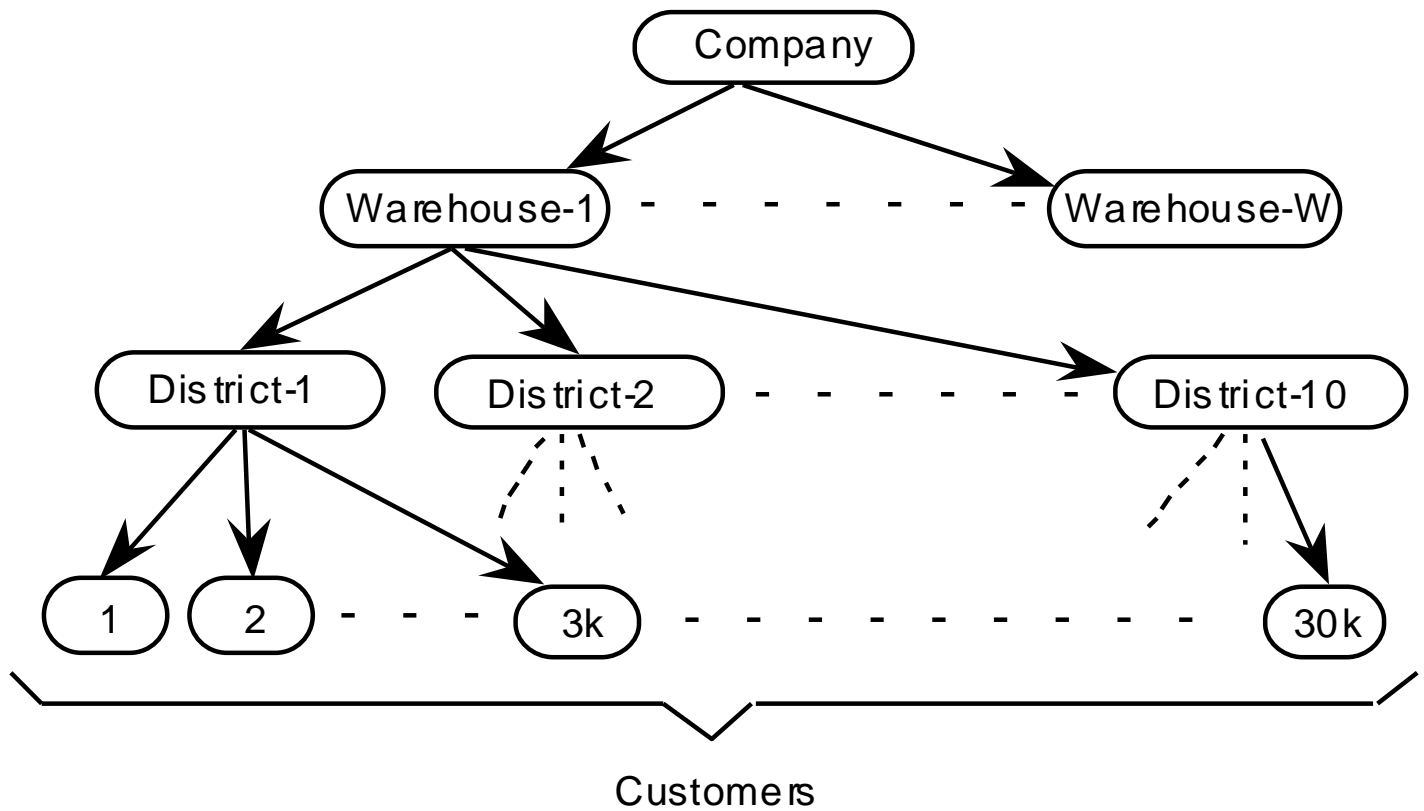 Company
Warehouse-1
Warehouse-W
District-1
District-2
District-10
1
2
3k
30k
Customers